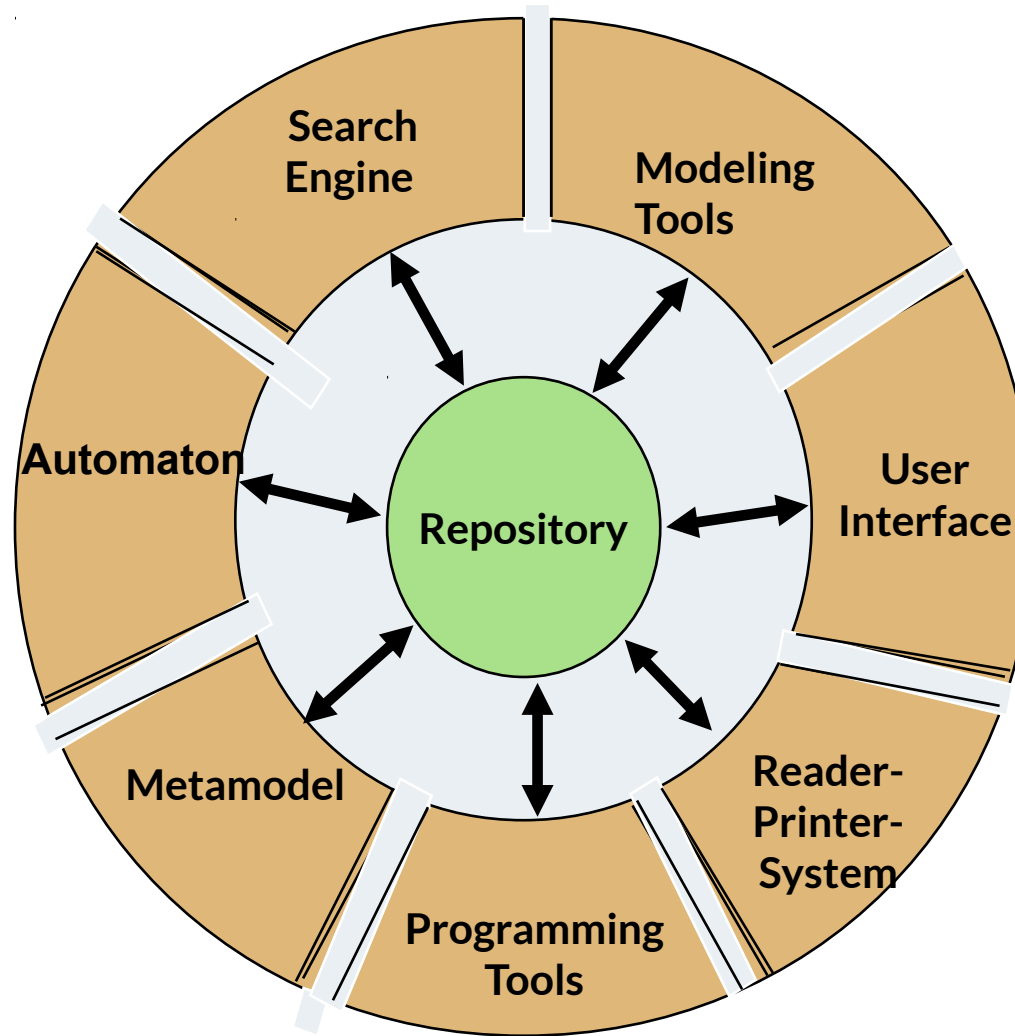 Search
Engine
Modeling
Tools
Automaton
User
Interface
Repository
Metamodel
Reader-
Printer-
System
Programming
Tools